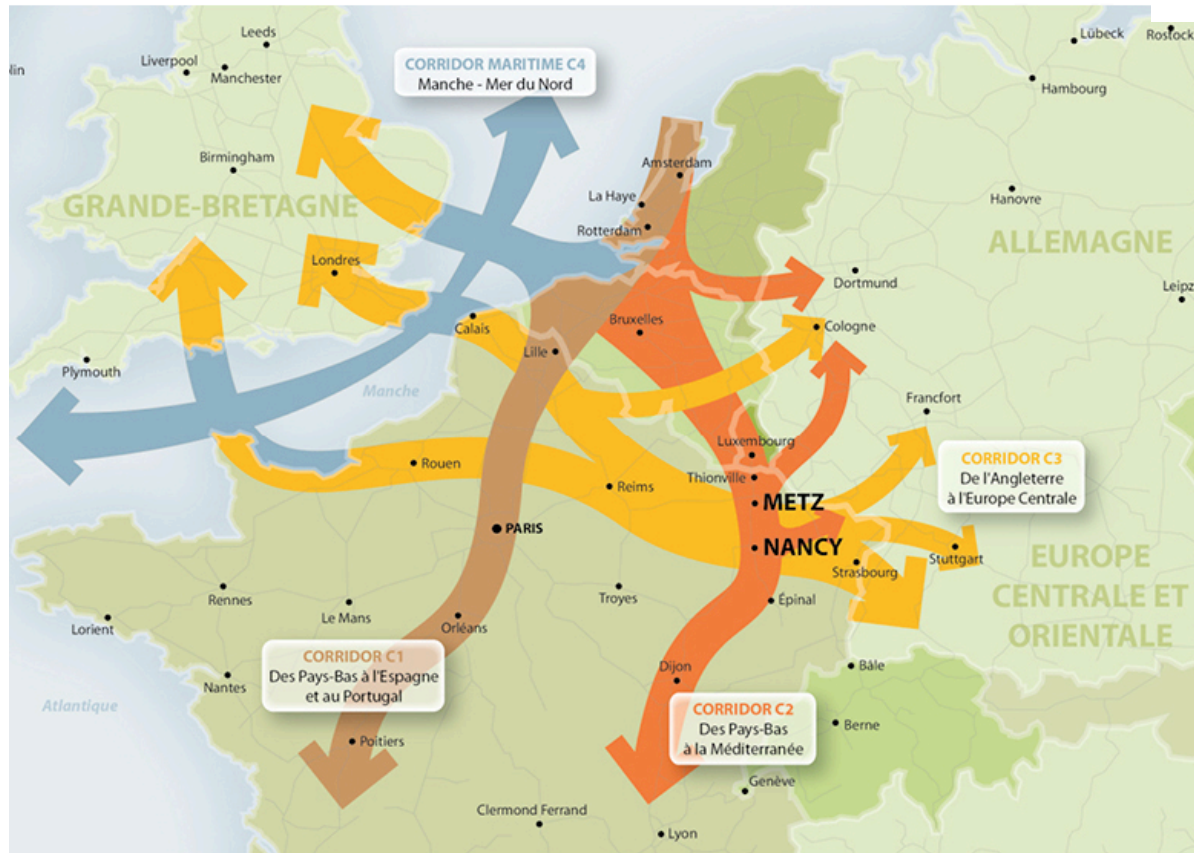 Leeds
Lübeck
Rostock
Liverpool
Manchester
CORRIDOR MARITIME C4
Manche - Mer du Nord
lin
Hambourg
Birmingham
Amsterdam
GRANDE-BRETAGNE
La Haye
Hanovre
Rotterdam
ALLEMAGNE
Londres
Dortmund
Leipz
Calais
Bruxelles
Cologne
Plymouth
Lille
Manche
Francfort
Luxembourg
CORRIDOR C3
De l'Angleterre
à l'Europe Centrale
Rouen
Thionville
Reims
METZ
PARIS
NANCY
Stuttgart
Strasbourg
EUROPE
CENTRALE ET
ORIENTALE
Rennes
Troyes
Épinal
Le Mans
Lorient
Orléans
CORRIDOR C1
Des Pays-Bas à l'Espagne
et au Portugal
Nantes
Dijon
Bâle
Atlantique
CORRIDOR C2
Des Pays-Bas
à la Méditerranée
Berne
Poitiers
Genève
Clermond Ferrand
Lyon